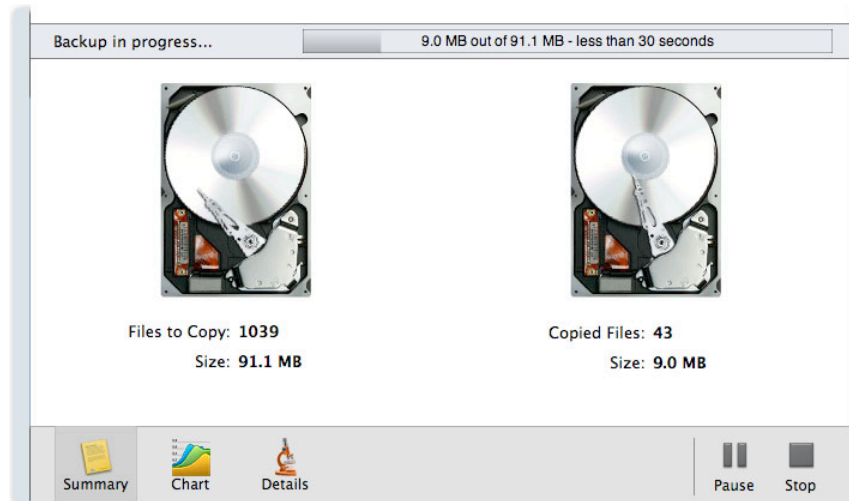 Backup in progress...
9.0 MB out of 91.1 MB - less than 30 seconds
Files to Copy: 1039
Size: 91.1 MB
Copied Files: 43
Size: 9.0 MB
Summary
Chart
Details
Pause
Stop